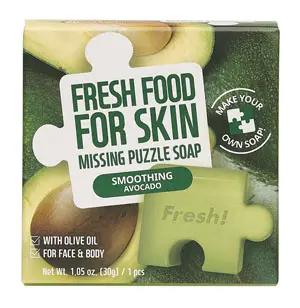 FRESH FOOD
FOR SKIN
MISSING PUZZLE SOAP
SMOOTHING
AVOCADO
MAKE YOUR
OWN SOAP!
Fresh!
WITH OLIVE OIL
FOR FACE & BODY
Net Wt. 1.05 oz. (30g) / 1 pcs